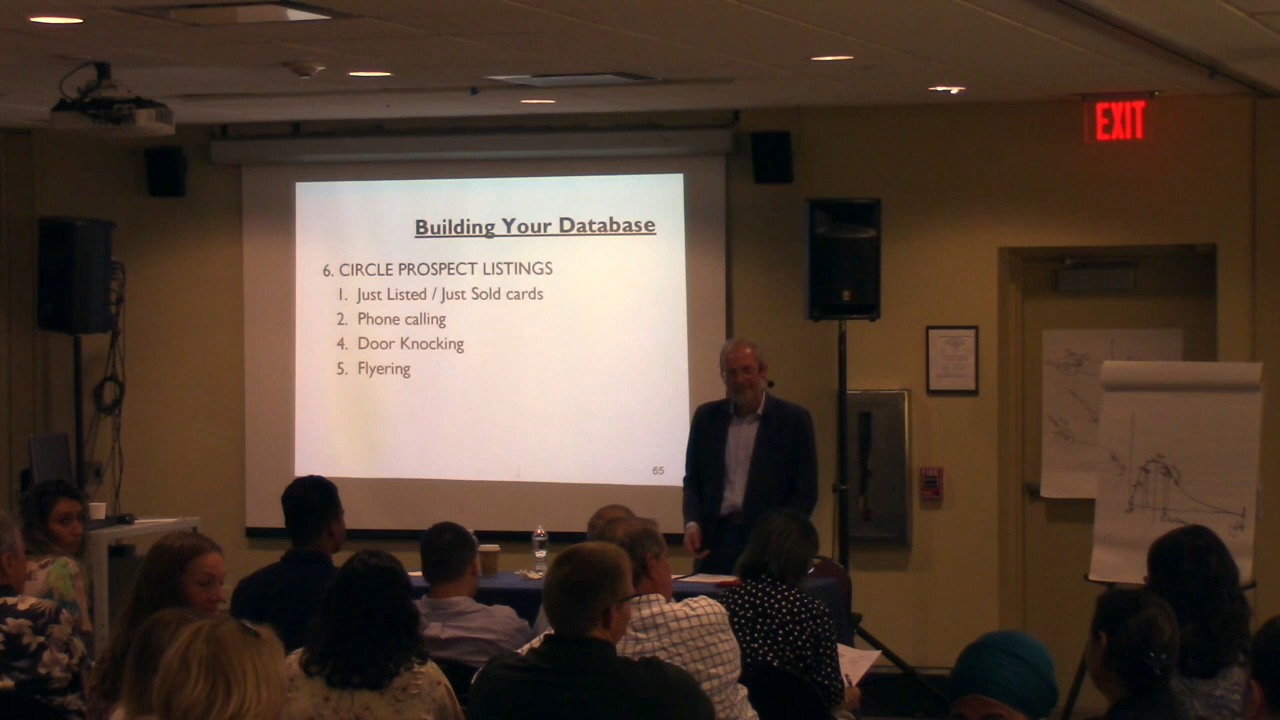 EXIT
Building Your Database
6. CIRCLE PROSPECT LISTINGS
1. Just Listed / Just Sold cards
2. Phone calling
4. Door Knocking
5. Flyering
65
FIRE